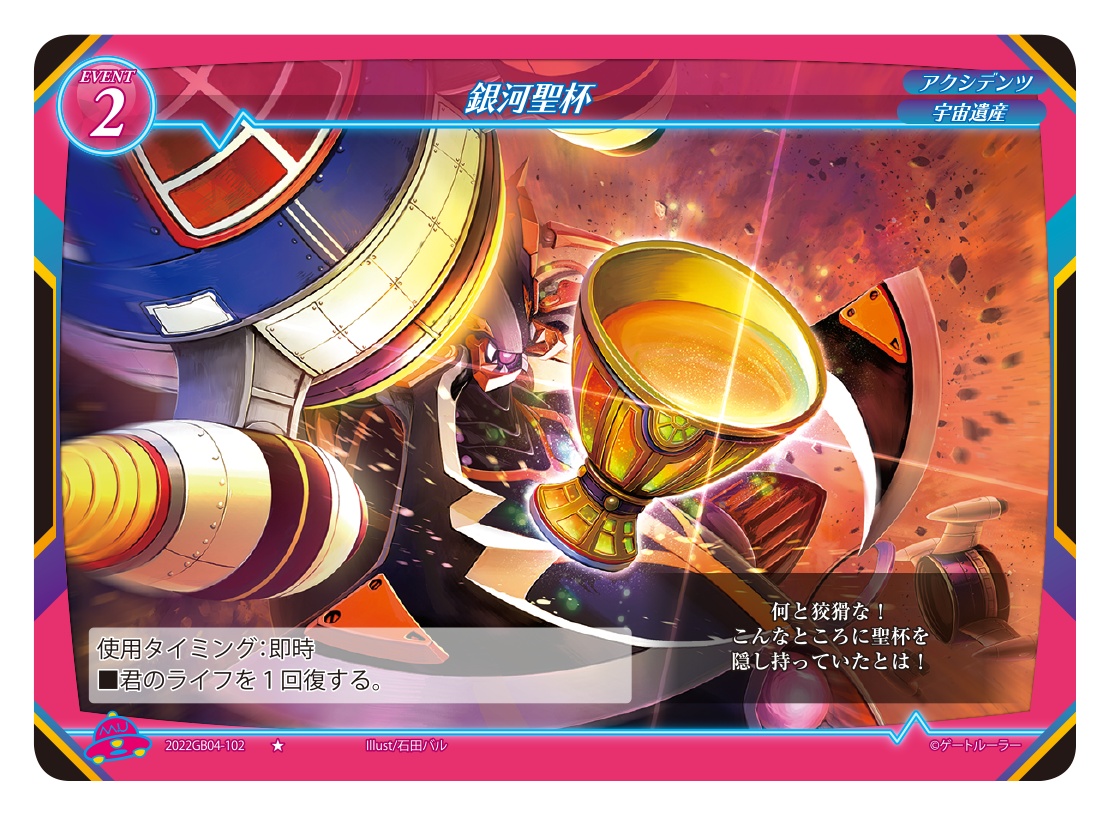 EVENT
2
銀河聖杯
アクシデンツ
宇宙遺産
使用タイミング：即時
■君のライフを1回復する。
何と狡猾な！
こんなところに聖杯を
隠し持っていたとは！
MU
2022GB04-102 ★ Illust/石田バル ©ゲートルーラー